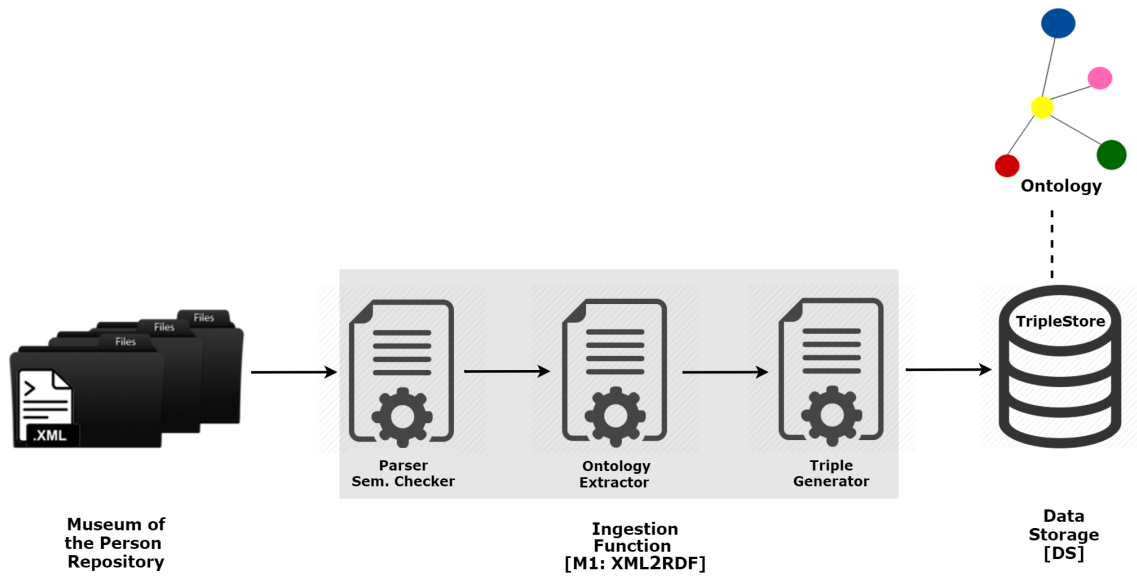 Ontology
TripleStore
Files
Files
Files
.XML
Parser
Sem. Checker
Ontology
Extractor
Triple
Generator
Museum of
the Person
Repository
Ingestion
Function
[M1: XML2RDF]
Data
Storage
[DS]